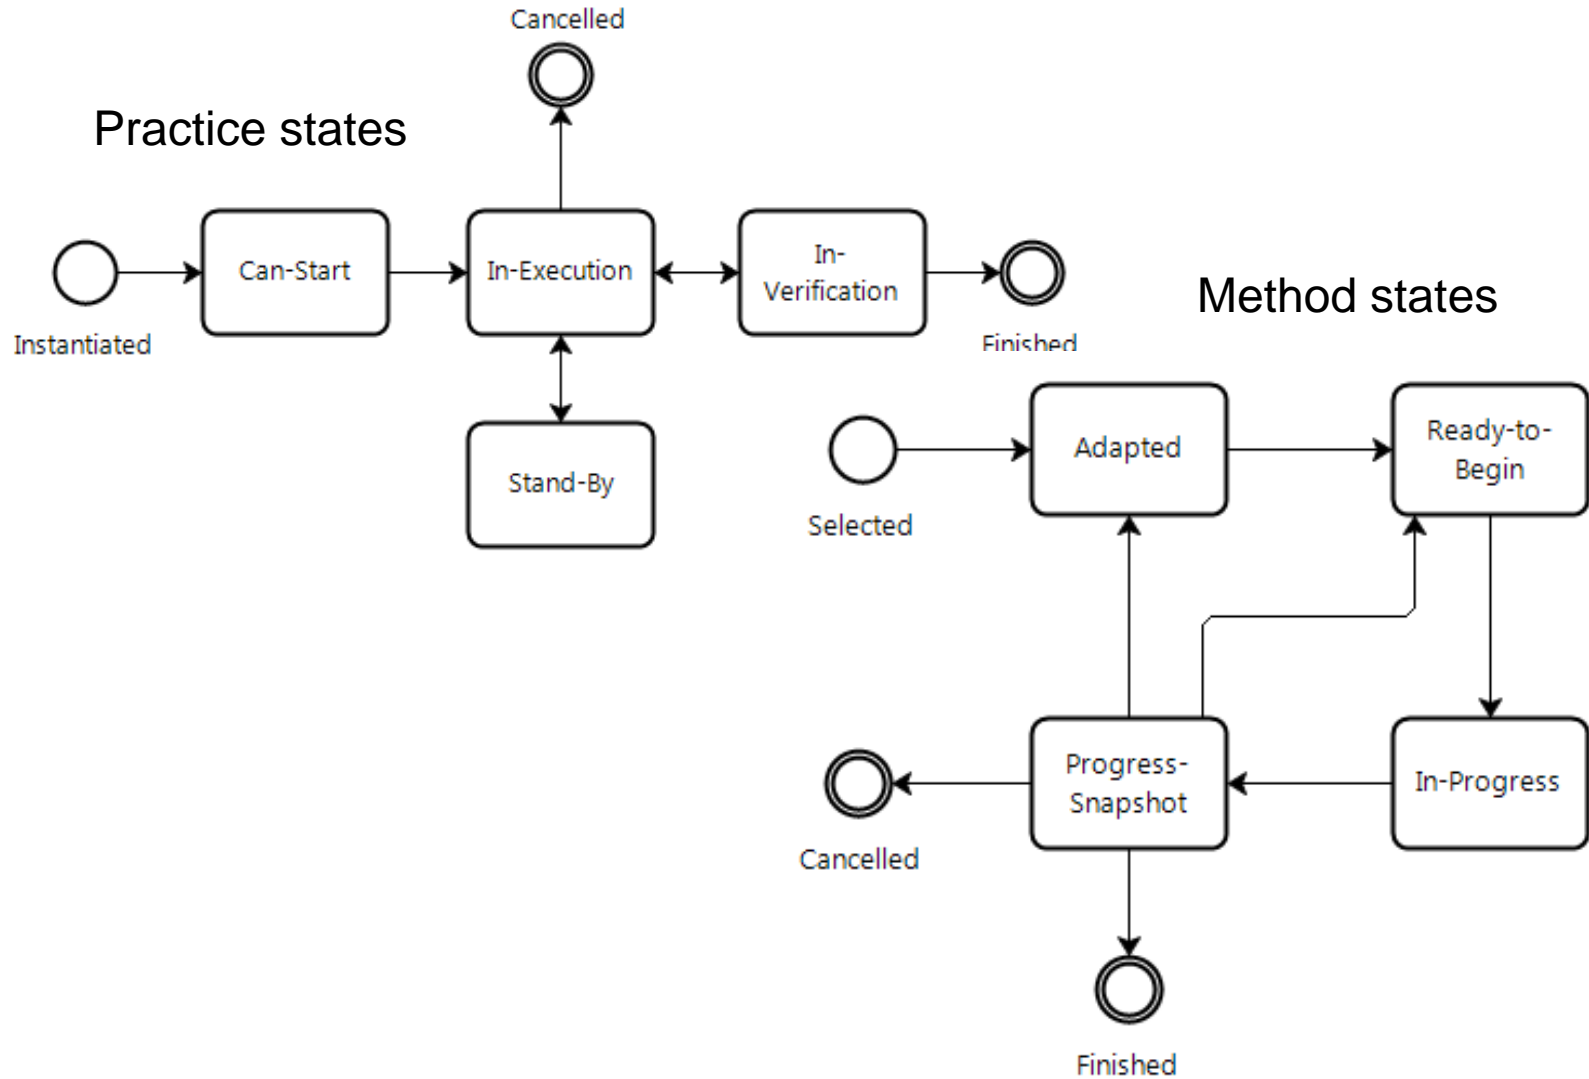 Cancelled
Practice states
Can-Start
In-Execution
In-
Verification
Instantiated
Finished
Stand-By
Method states
Adapted
Ready-to-
Begin
Selected
Progress-
Snapshot
In-Progress
Cancelled
Finished